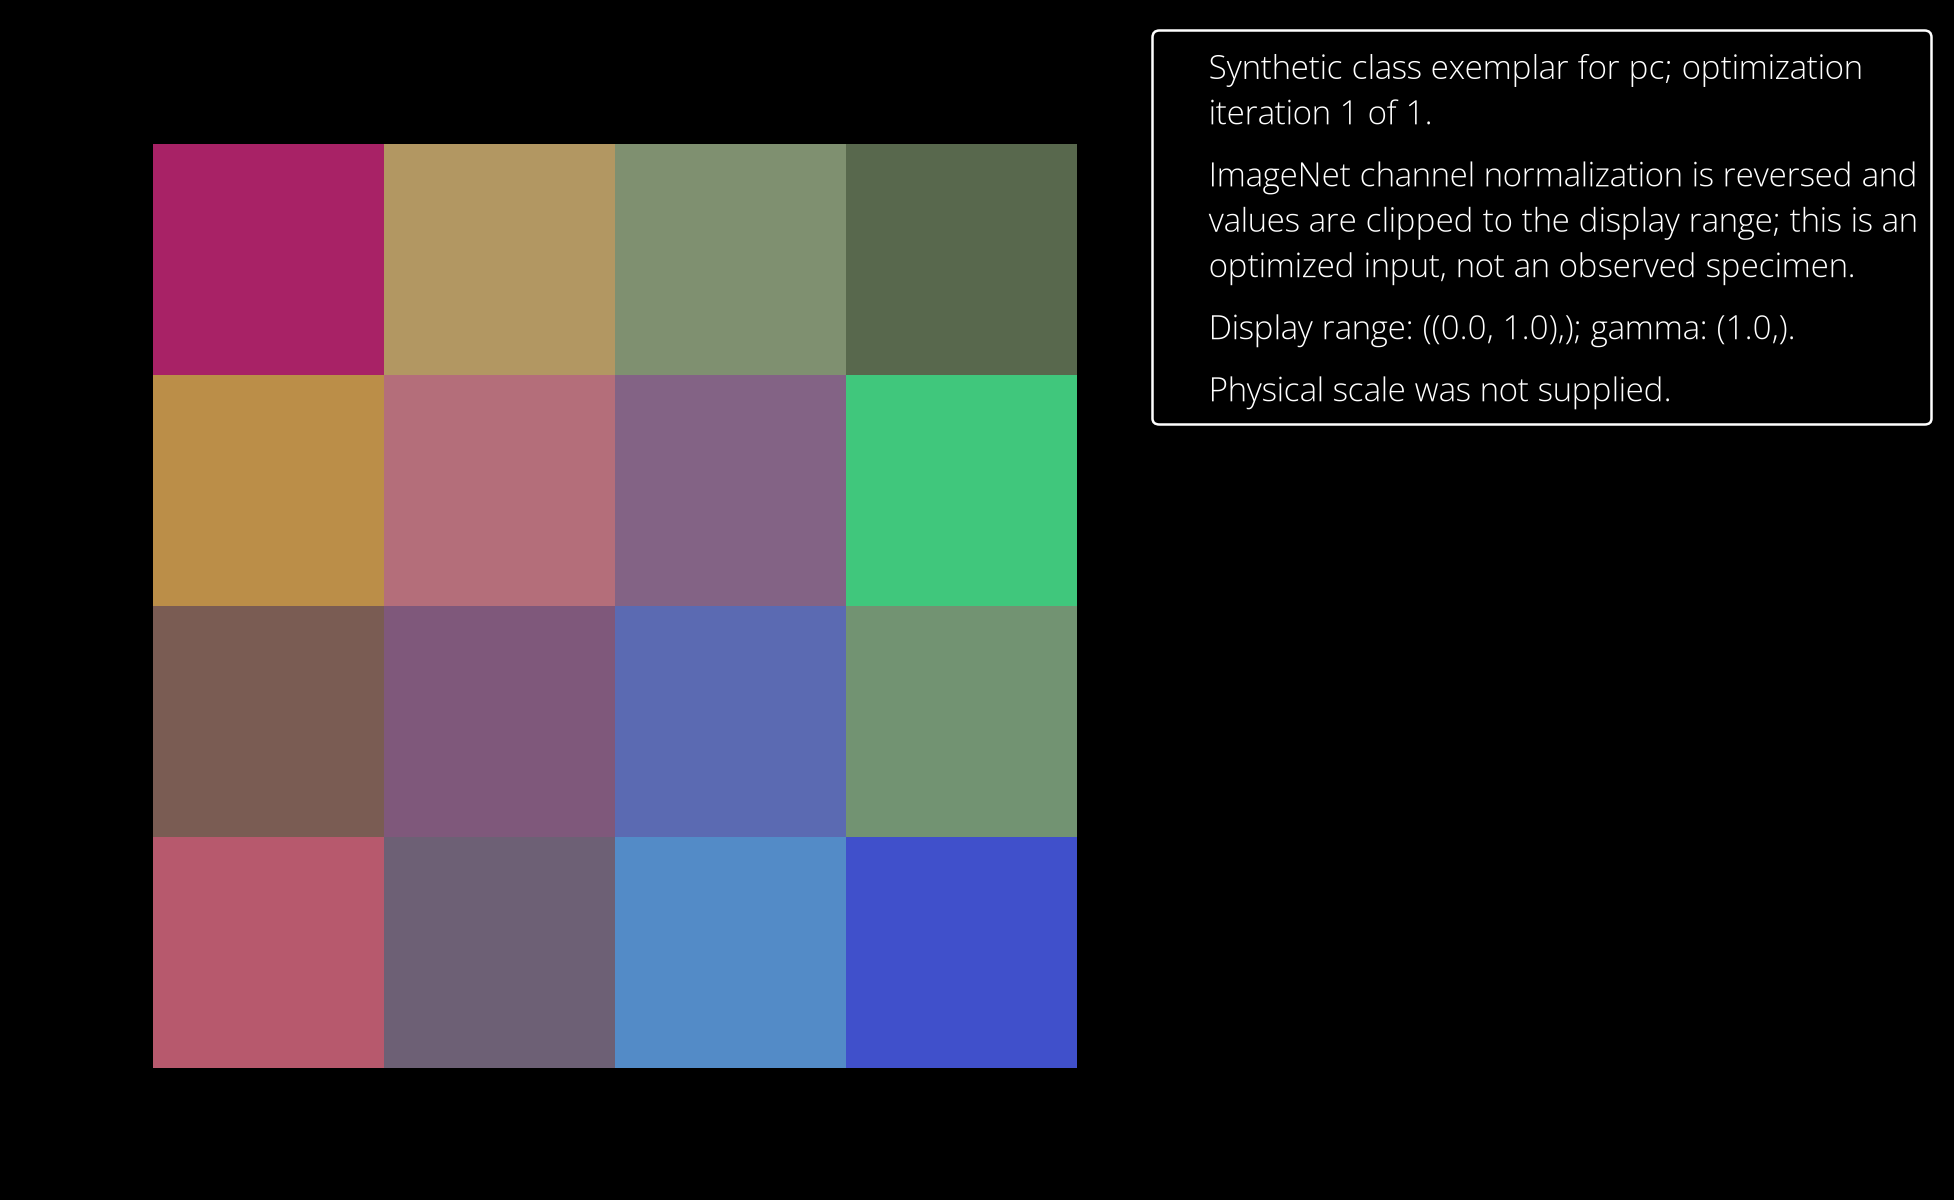 Synthetic class exemplar for pc; optimization
iteration 1 of 1.
ImageNet channel normalization is reversed and
values are clipped to the display range; this is an
optimized input, not an observed specimen.
Display range: ((0.0, 1.0),); gamma: (1.0,).
Physical scale was not supplied.